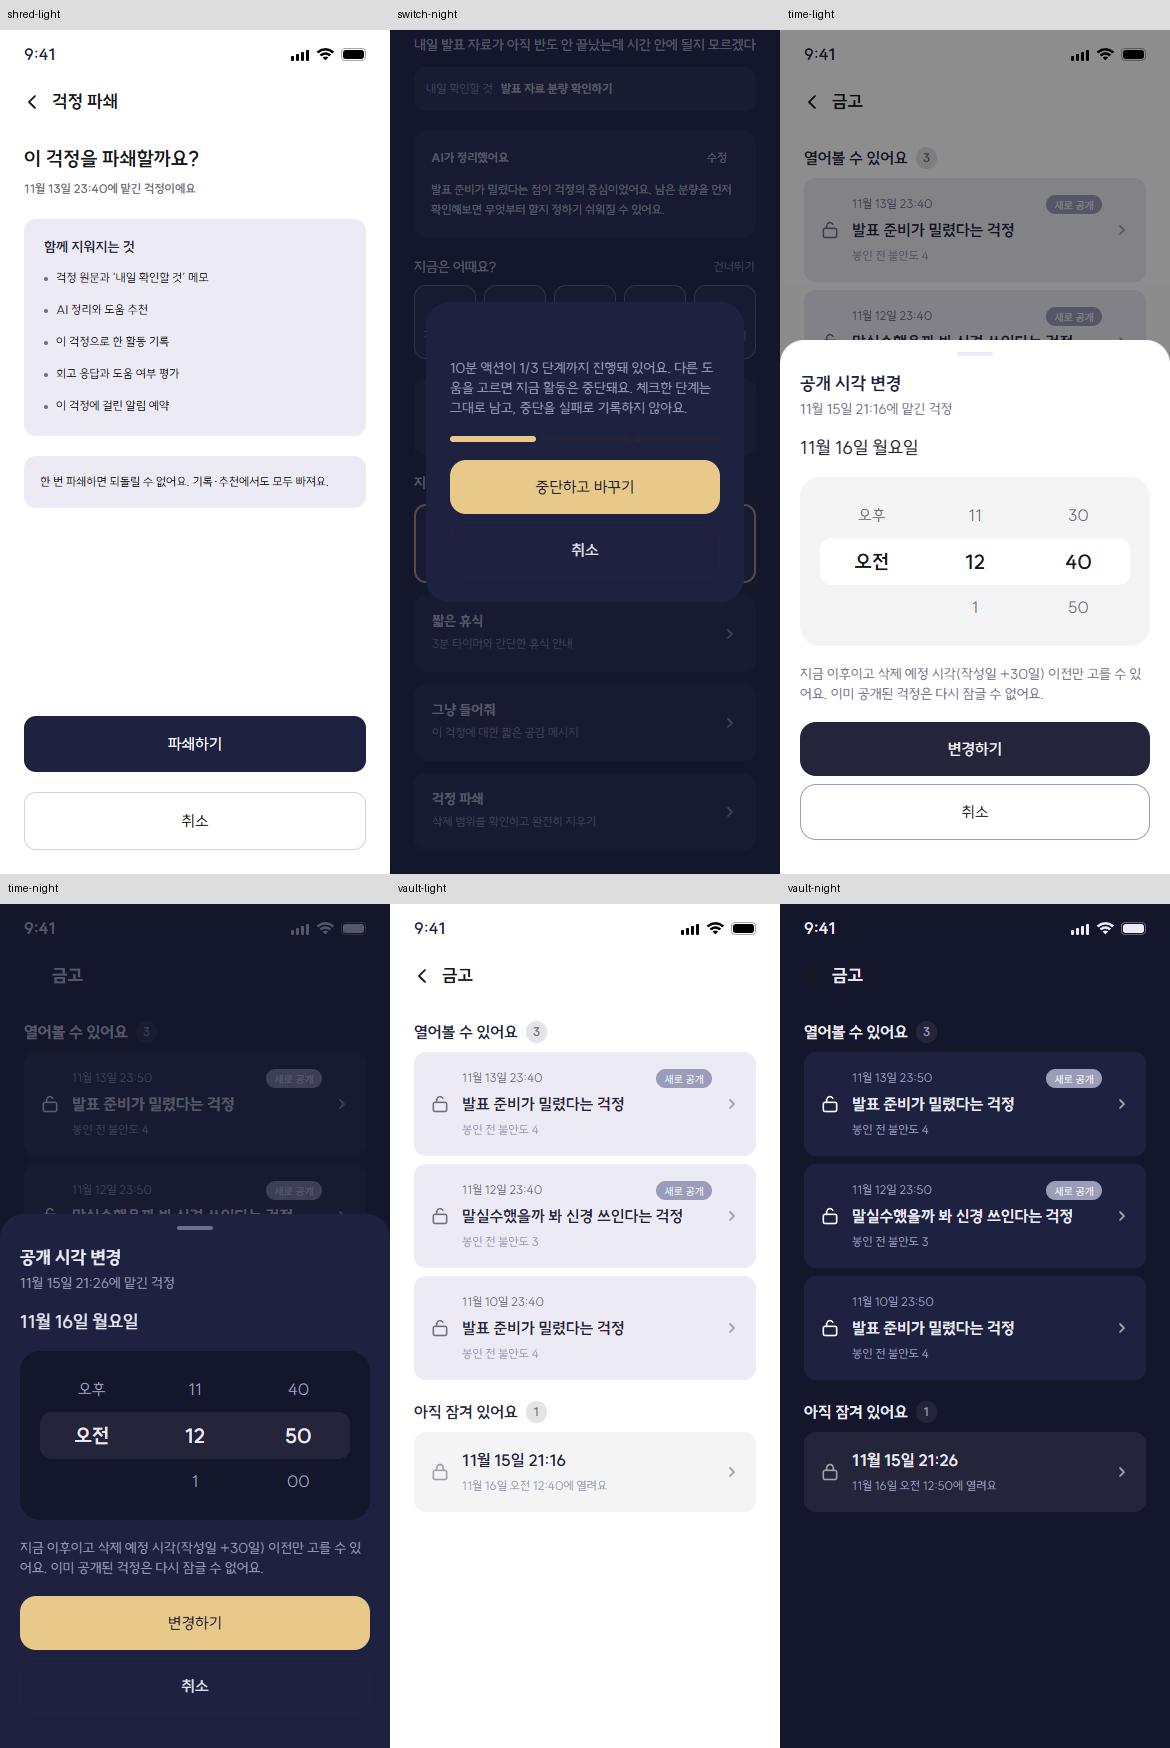 shred-light
9:41
걱정 파쇄
이 걱정을 파쇄할까요?
11월 13일 23:40에 맡긴 걱정이에요
함께 지워지는 것
걱정 원문과 ‘내일 확인할 것’ 메모
AI 정리와 도움 추천
이 걱정으로 한 활동 기록
회고 응답과 도움 여부 평가
이 걱정에 걸린 알림 예약
한 번 파쇄하면 되돌릴 수 없어요. 기록·추천에서도 모두 빠져요.
파쇄하기
취소
switch-night
내일 발표 자료가 아직 반도 안 끝났는데 시간 안에 될지 모르겠다
내일 확인할 것 발표 자료 분량 확인하기
AI가 정리했어요 수정
발표 준비가 밀렸다는 점이 걱정의 중심이었어요. 남은 분량을 먼저
확인해보면 무엇부터 할지 정하기 쉬워질 수 있어요.
지금은 어때요? 건너뛰기
10분 액션이 1/3 단계까지 진행돼 있어요. 다른 도
움을 고르면 지금 활동은 중단돼요. 체크한 단계는
그대로 남고, 중단을 실패로 기록하지 않아요.
중단하고 바꾸기
지
취소
짧은 휴식
3분 타이머와 간단한 휴식 안내
그냥 들어줘
이 걱정에 대한 짧은 공감 메시지
걱정 파쇄
삭제 범위를 확인하고 완전히 지우기
time-light
9:41
금고
열어볼 수 있어요 3
11월 13일 23:40 새로 공개
발표 준비가 밀렸다는 걱정
봉인 전 불안도 4
11월 12일 23:40 새로 공개
말실수했을까 봐 신경 쓰인다는 걱정
공개 시각 변경
11월 15일 21:16에 맡긴 걱정
11월 16일 월요일
오후 11 30
오전 12 40
1 50
지금 이후이고 삭제 예정 시각(작성일 +30일) 이전만 고를 수 있
어요. 이미 공개된 걱정은 다시 잠글 수 없어요.
변경하기
취소
time-night
9:41
금고
열어볼 수 있어요 3
11월 13일 23:50 새로 공개
발표 준비가 밀렸다는 걱정
봉인 전 불안도 4
11월 12일 23:50 새로 공개
말실수했을까 봐 신경 쓰인다는 걱정
공개 시각 변경
11월 15일 21:26에 맡긴 걱정
11월 16일 월요일
오후 11 40
오전 12 50
1 00
지금 이후이고 삭제 예정 시각(작성일 +30일) 이전만 고를 수 있
어요. 이미 공개된 걱정은 다시 잠글 수 없어요.
변경하기
취소
vault-light
9:41
금고
열어볼 수 있어요 3
11월 13일 23:40 새로 공개
발표 준비가 밀렸다는 걱정
봉인 전 불안도 4
11월 12일 23:40 새로 공개
말실수했을까 봐 신경 쓰인다는 걱정
봉인 전 불안도 3
11월 10일 23:40
발표 준비가 밀렸다는 걱정
봉인 전 불안도 4
아직 잠겨 있어요 1
11월 15일 21:16
11월 16일 오전 12:40에 열려요
vault-night
9:41
금고
열어볼 수 있어요 3
11월 13일 23:50 새로 공개
발표 준비가 밀렸다는 걱정
봉인 전 불안도 4
11월 12일 23:50 새로 공개
말실수했을까 봐 신경 쓰인다는 걱정
봉인 전 불안도 3
11월 10일 23:50
발표 준비가 밀렸다는 걱정
봉인 전 불안도 4
아직 잠겨 있어요 1
11월 15일 21:26
11월 16일 오전 12:50에 열려요